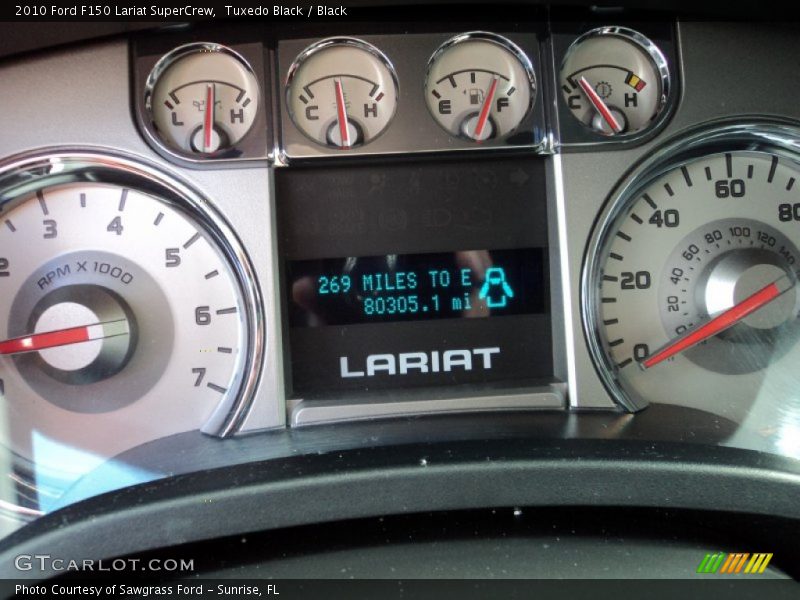 2010 Ford F150 Lariat SuperCrew,  Tuxedo Black / Black
L H
C H
E F
C H
2 3 4 5 6 7
RPM X 1000
269 MILES TO E
80305.1 mi
LARIAT
0 20 40 60 80
0 20 40 60 80 100 120 140
GTCARLOT.COM
Photo Courtesy of Sawgrass Ford - Sunrise, FL